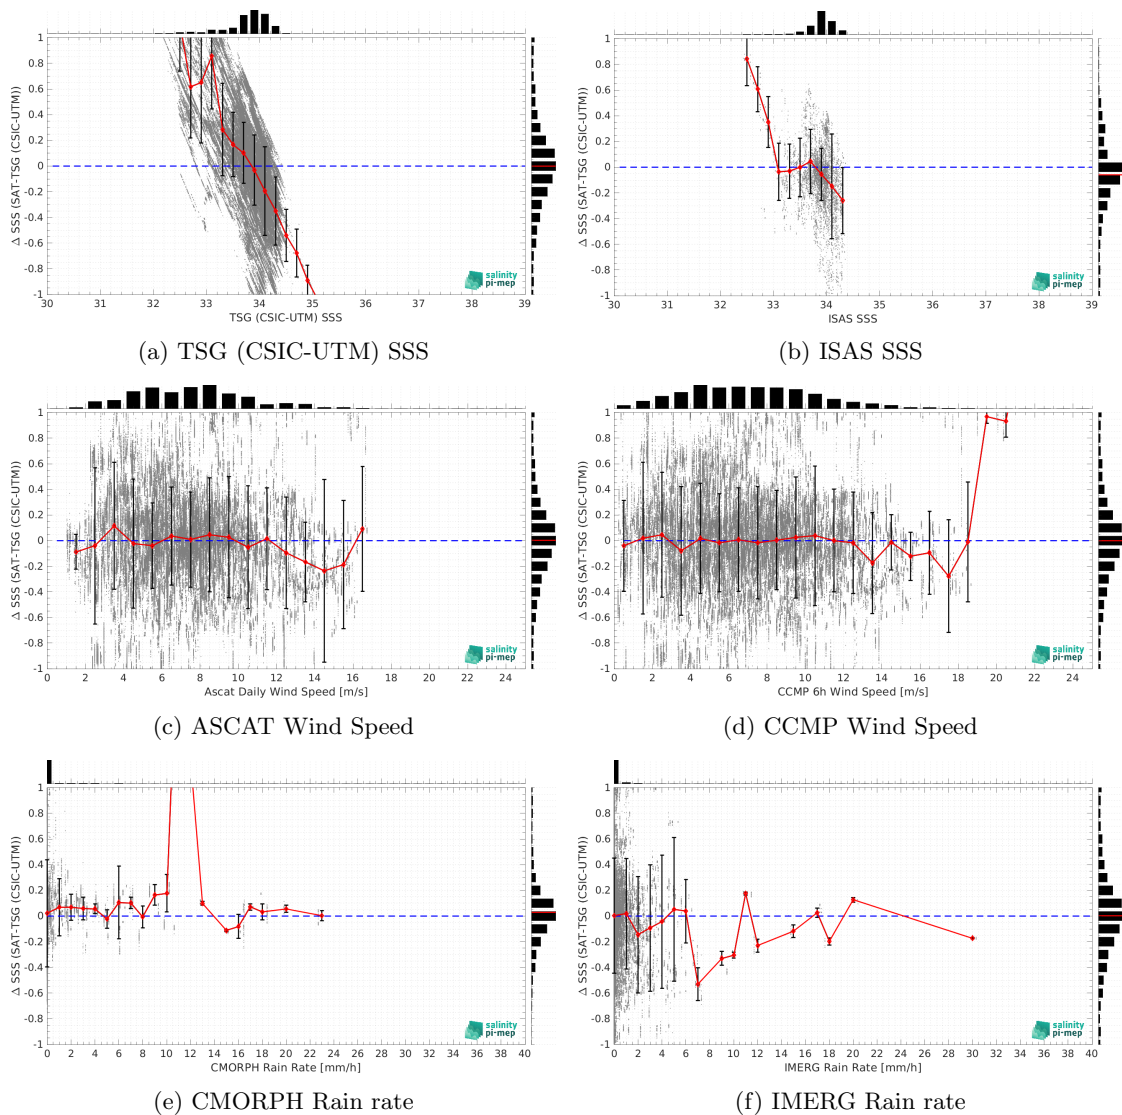 1
0.8
0.6
0.4
0.2
0
-0.2
-0.4
-0.6
-0.8
-1
Δ SSS (SAT-TSG (CSIC-UTM))
30 31 32 33 34 35 36 37 38 39
TSG (CSIC-UTM) SSS
salinity
pi-mep
(a) TSG (CSIC-UTM) SSS
1
0.8
0.6
0.4
0.2
0
-0.2
-0.4
-0.6
-0.8
-1
Δ SSS (SAT-TSG (CSIC-UTM))
30 31 32 33 34 35 36 37 38 39
ISAS SSS
salinity
pi-mep
(b) ISAS SSS
1
0.8
0.6
0.4
0.2
0
-0.2
-0.4
-0.6
-0.8
-1
Δ SSS (SAT-TSG (CSIC-UTM))
0 2 4 6 8 10 12 14 16 18 20 22 24
Ascat Daily Wind Speed [m/s]
salinity
pi-mep
(c) ASCAT Wind Speed
1
0.8
0.6
0.4
0.2
0
-0.2
-0.4
-0.6
-0.8
-1
Δ SSS (SAT-TSG (CSIC-UTM))
0 2 4 6 8 10 12 14 16 18 20 22 24
CCMP 6h Wind Speed [m/s]
salinity
pi-mep
(d) CCMP Wind Speed
1
0.8
0.6
0.4
0.2
0
-0.2
-0.4
-0.6
-0.8
-1
Δ SSS (SAT-TSG (CSIC-UTM))
0 2 4 6 8 10 12 14 16 18 20 22 24 26 28 30 32 34 36 38 40
CMORPH Rain Rate [mm/h]
salinity
pi-mep
(e) CMORPH Rain rate
1
0.8
0.6
0.4
0.2
0
-0.2
-0.4
-0.6
-0.8
-1
Δ SSS (SAT-TSG (CSIC-UTM))
0 2 4 6 8 10 12 14 16 18 20 22 24 26 28 30 32 34 36 38 40
IMERG Rain Rate [mm/h]
salinity
pi-mep
(f) IMERG Rain rate